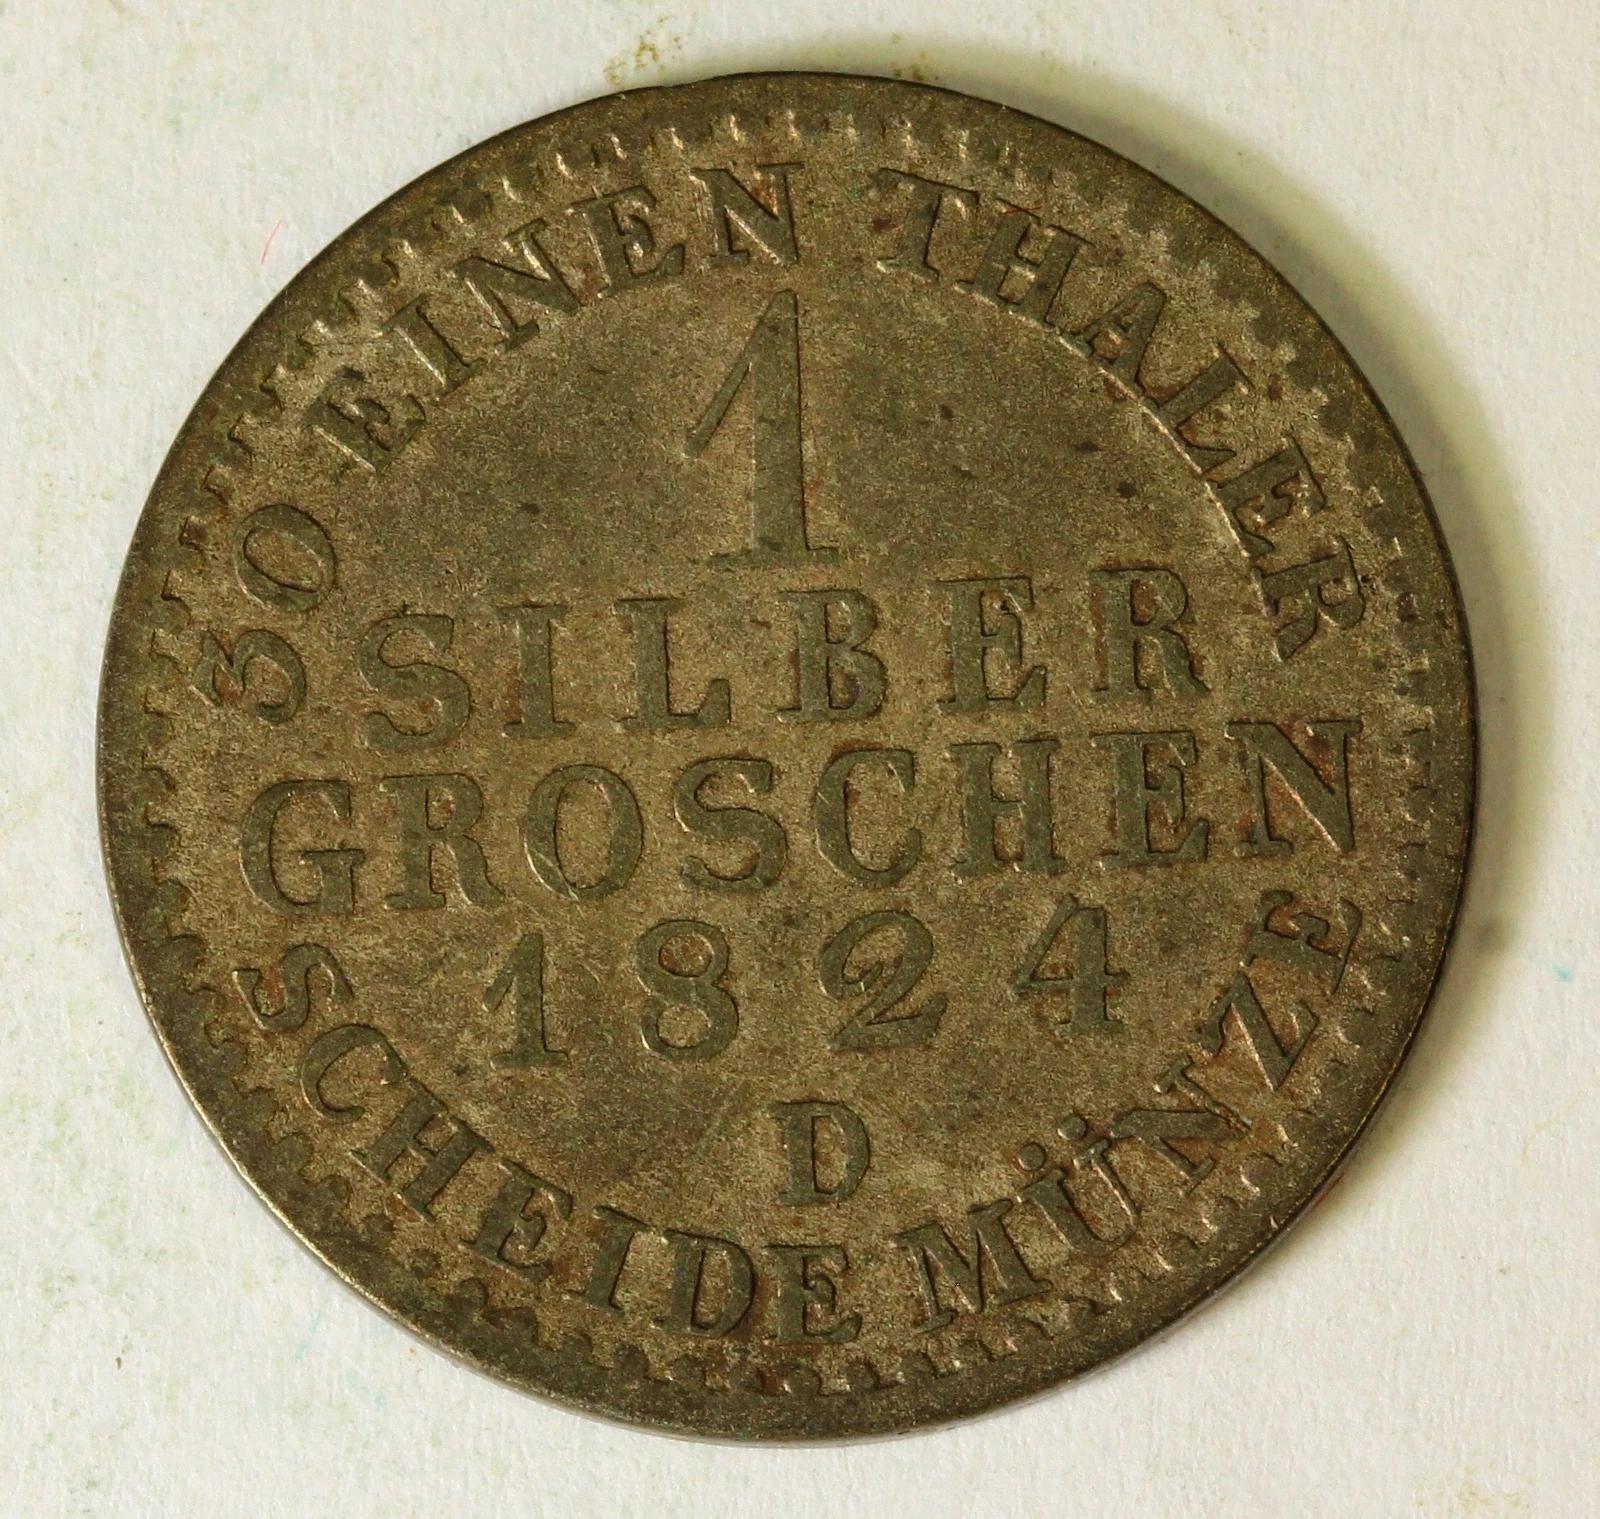 30 EINEN THALER
1
SILBER
GROSCHEN
1824
D
SCHEIDE MÜNZE